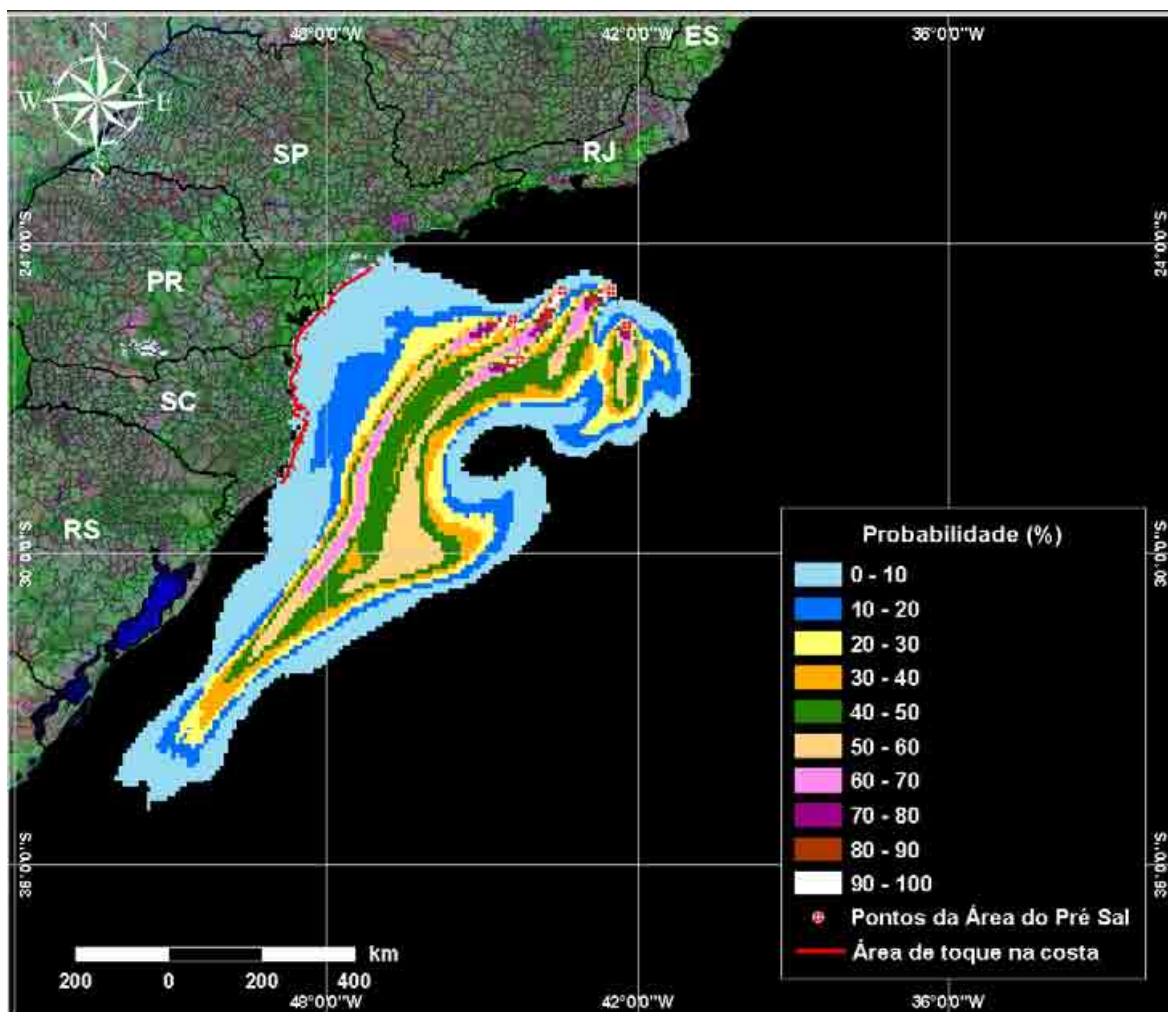 48°0'0"W 42°0'0"W 36°0'0"W
N
ES
W E
SP
RJ
S
24°0'0"S 24°0'0"S
PR
SC
RS
30°0'0"S 30°0'0"S
Probabilidade (%)
0 - 10
10 - 20
20 - 30
30 - 40
40 - 50
50 - 60
60 - 70
70 - 80
80 - 90
90 - 100
Pontos da Área do Pré Sal
Área de toque na costa
36°0'0"S 36°0'0"S
km
200 0 200 400
48°0'0"W 42°0'0"W 36°0'0"W